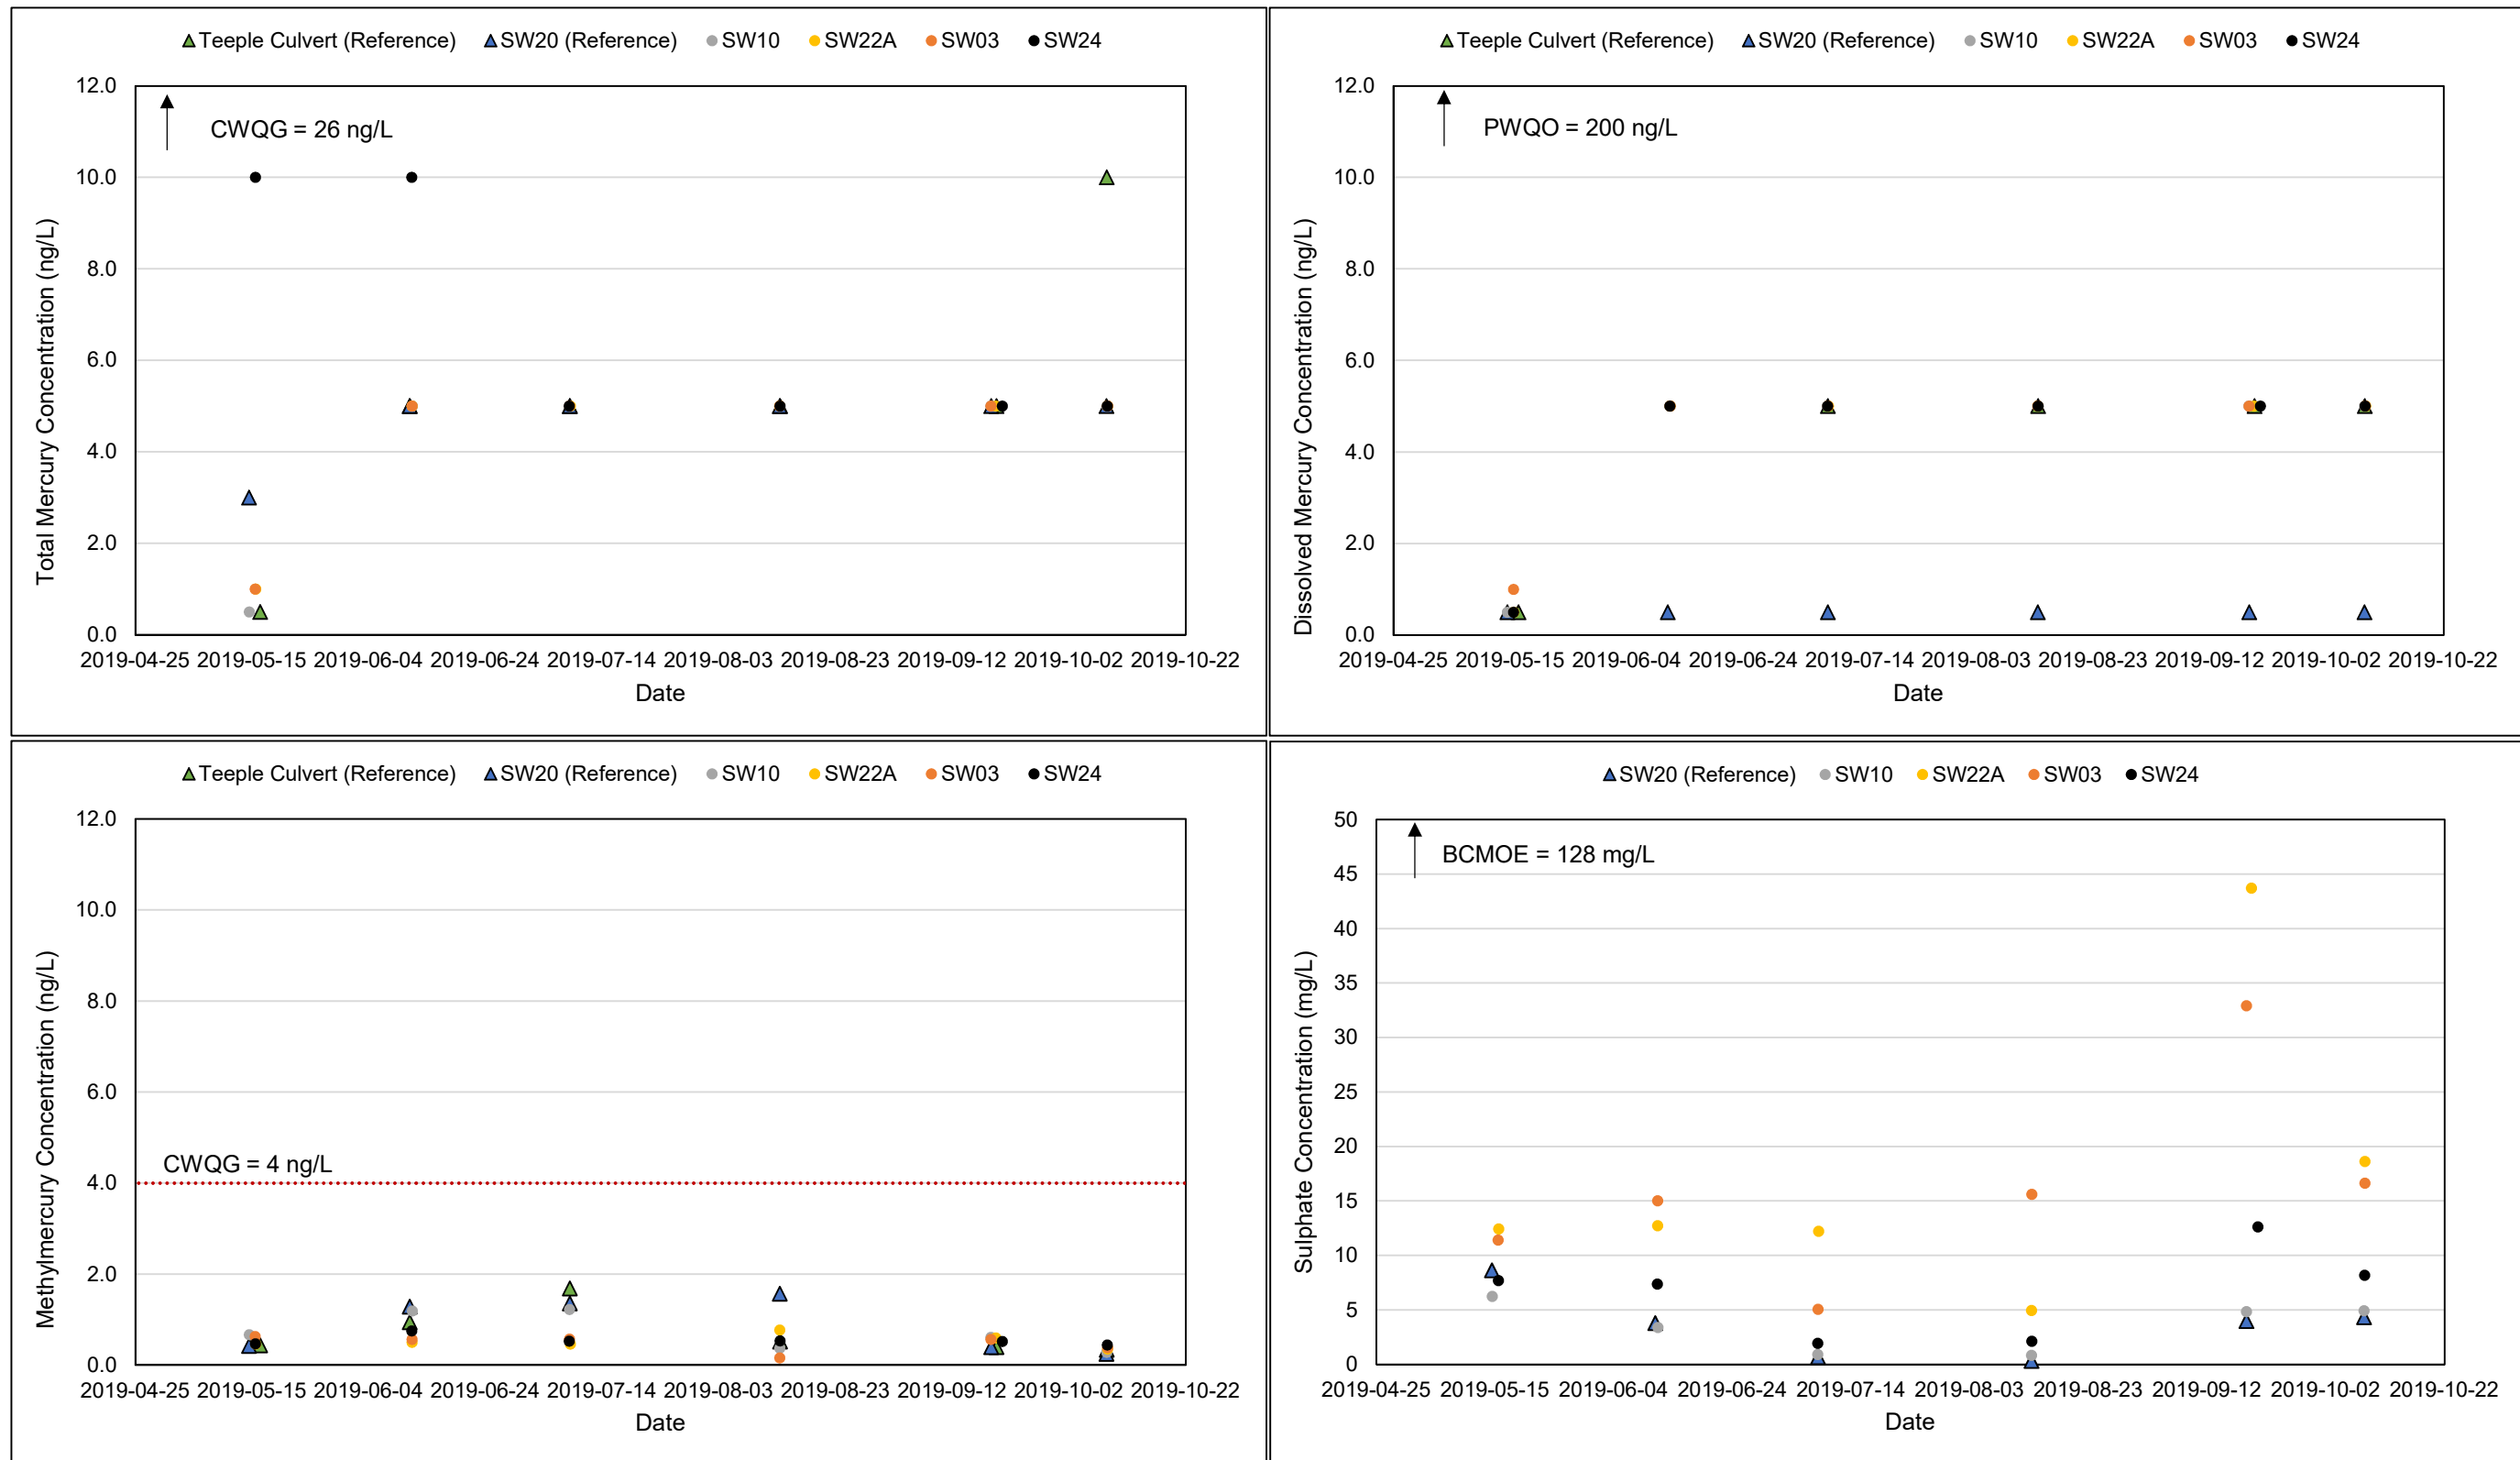 Teeple Culvert (Reference) SW20 (Reference) SW10 SW22A SW03 SW24
12.0
10.0
8.0
6.0
4.0
2.0
0.0
Total Mercury Concentration (ng/L)
CWQG = 26 ng/L
2019-04-25 2019-05-15 2019-06-04 2019-06-24 2019-07-14 2019-08-03 2019-08-23 2019-09-12 2019-10-02 2019-10-22
Date
Teeple Culvert (Reference) SW20 (Reference) SW10 SW22A SW03 SW24
12.0
10.0
8.0
6.0
4.0
2.0
0.0
Dissolved Mercury Concentration (ng/L)
PWQO = 200 ng/L
2019-04-25 2019-05-15 2019-06-04 2019-06-24 2019-07-14 2019-08-03 2019-08-23 2019-09-12 2019-10-02 2019-10-22
Date
Teeple Culvert (Reference) SW20 (Reference) SW10 SW22A SW03 SW24
12.0
10.0
8.0
6.0
4.0
2.0
0.0
Methylmercury Concentration (ng/L)
CWQG = 4 ng/L
2019-04-25 2019-05-15 2019-06-04 2019-06-24 2019-07-14 2019-08-03 2019-08-23 2019-09-12 2019-10-02 2019-10-22
Date
SW20 (Reference) SW10 SW22A SW03 SW24
50
45
40
35
30
25
20
15
10
5
0
Sulphate Concentration (mg/L)
BCMOE = 128 mg/L
2019-04-25 2019-05-15 2019-06-04 2019-06-24 2019-07-14 2019-08-03 2019-08-23 2019-09-12 2019-10-02 2019-10-22
Date